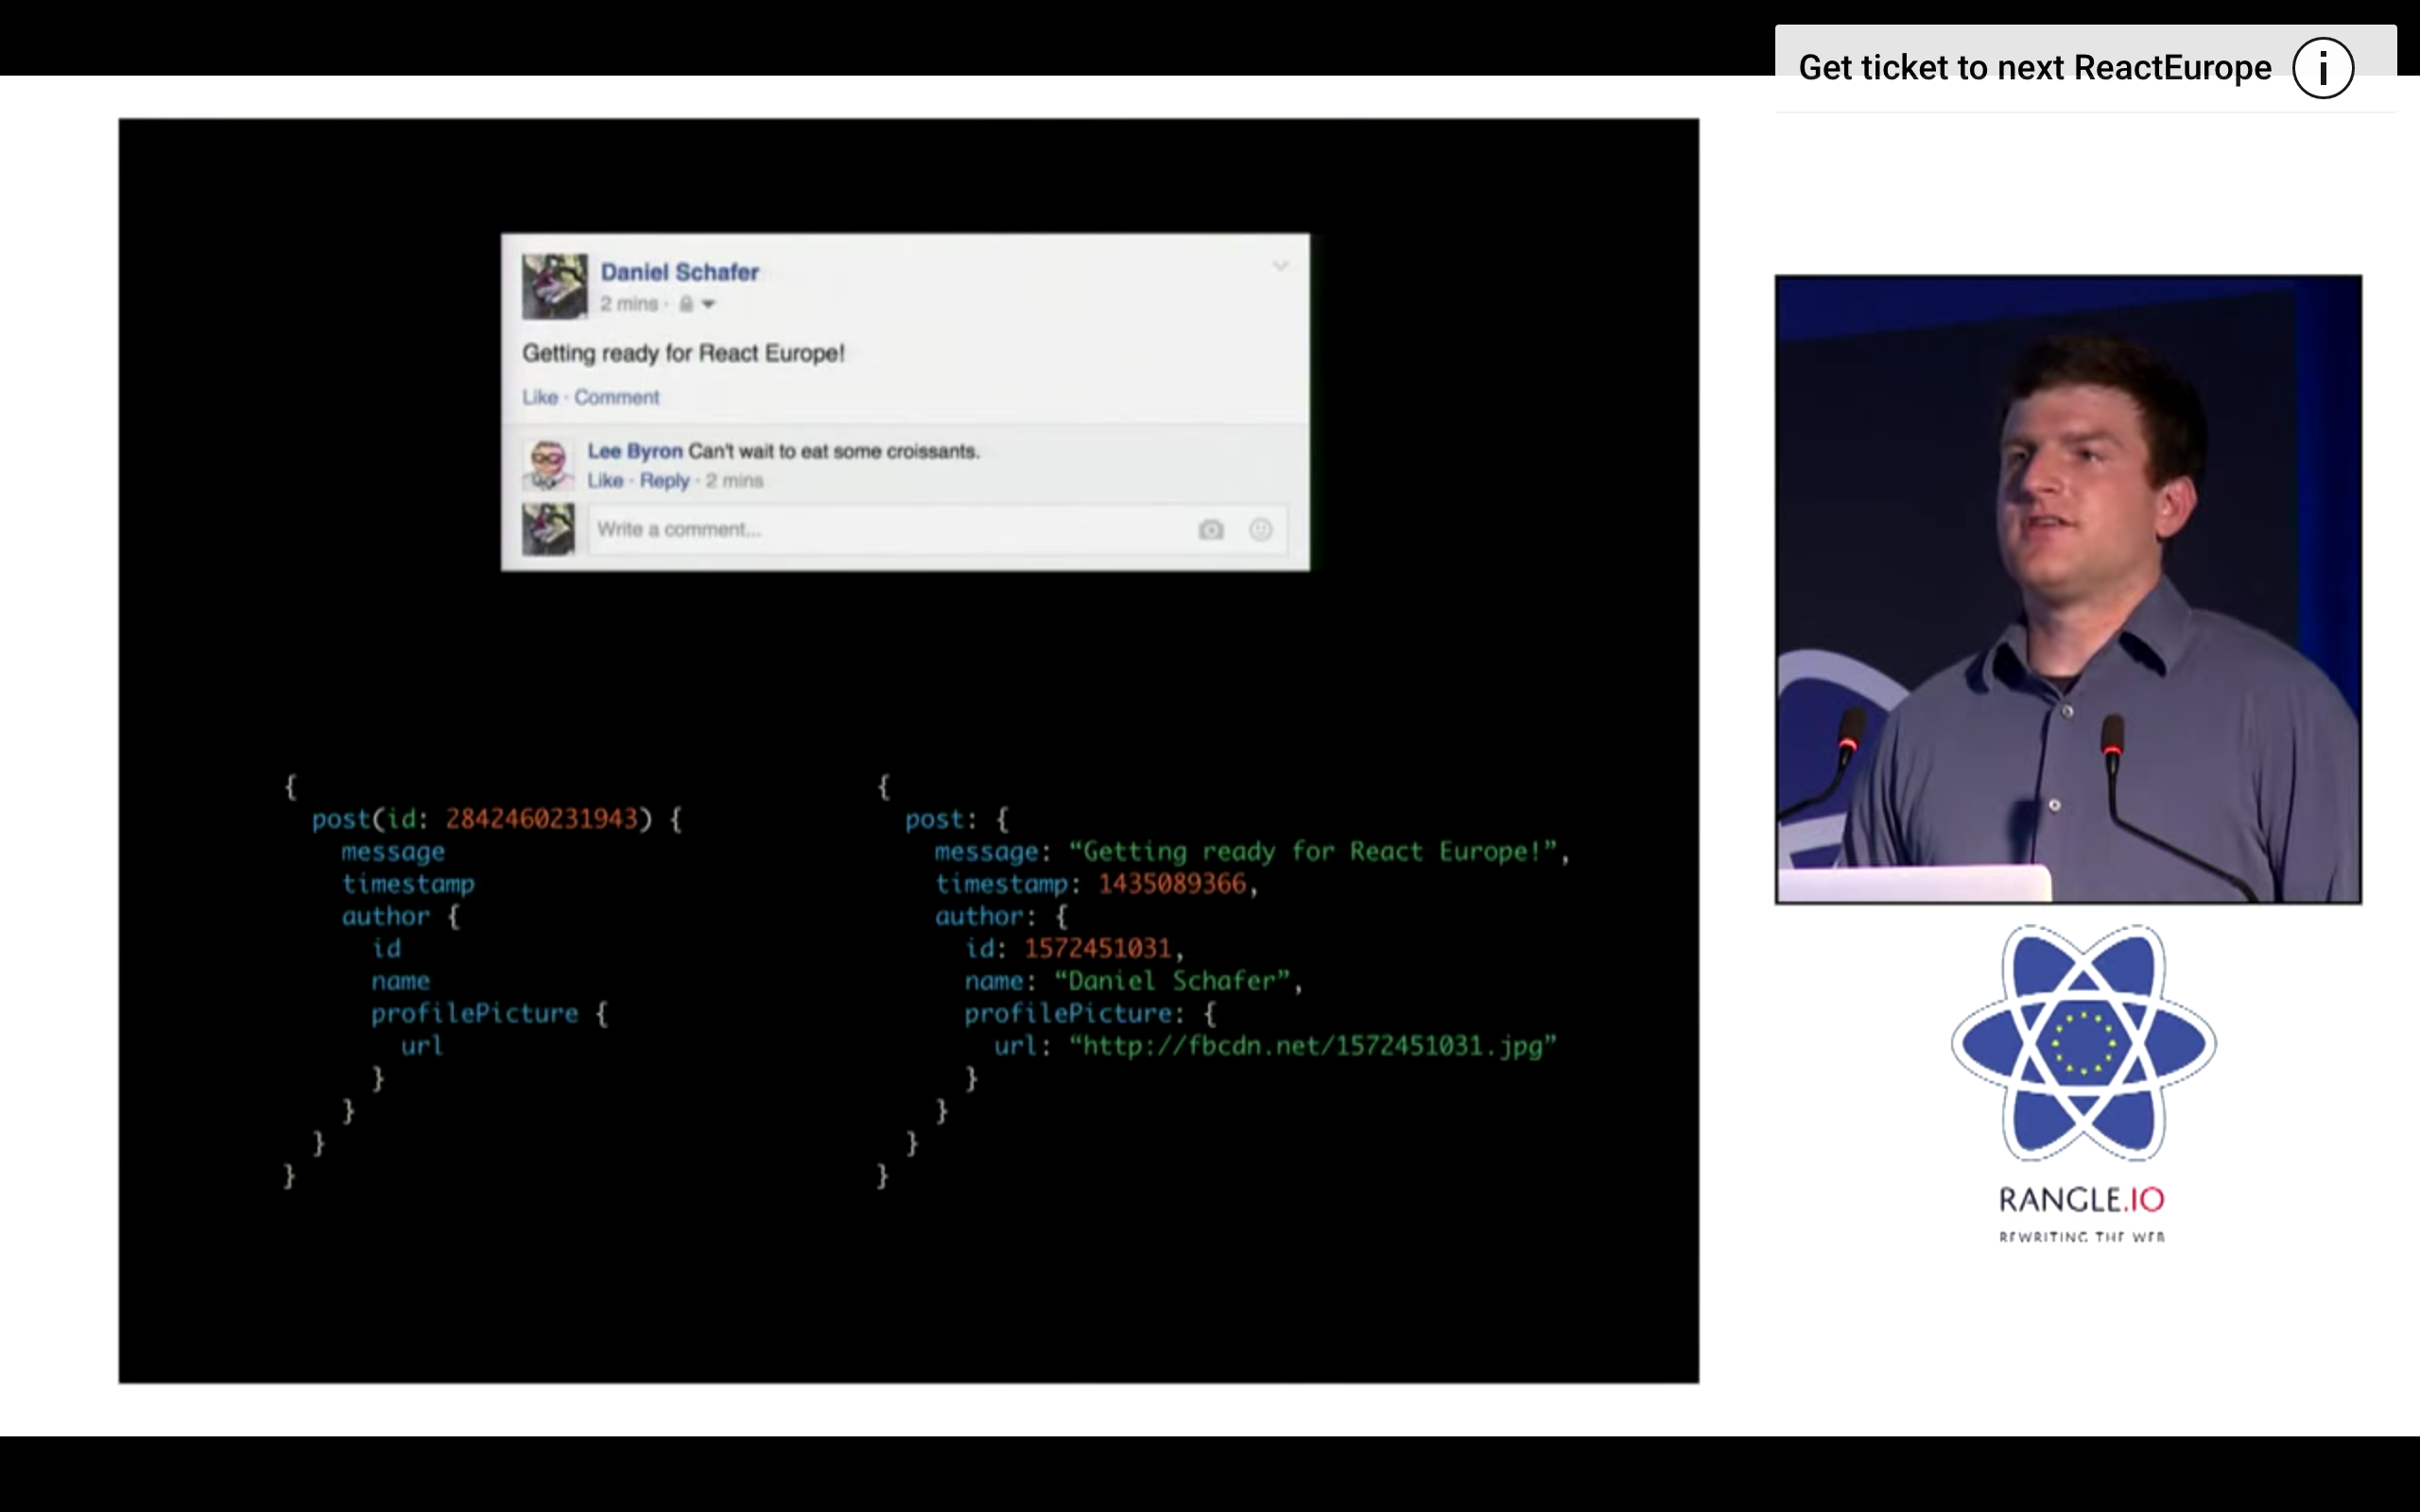 Get ticket to next ReactEurope
Daniel Schafer
2 mins ·
Getting ready for React Europe!
Like · Comment
Lee Byron Can't wait to eat some croissants.
Like · Reply · 2 mins
Write a comment...
{
post(id: 2842460231943) {
message
timestamp
author {
id
name
profilePicture {
url
}
}
}
}
{
post: {
message: “Getting ready for React Europe!”,
timestamp: 1435089366,
author: {
id: 1572451031,
name: “Daniel Schafer”,
profilePicture: {
url: “http://fbcdn.net/1572451031.jpg”
}
}
}
}
RANGLE.IO
REWRITING THE WEB